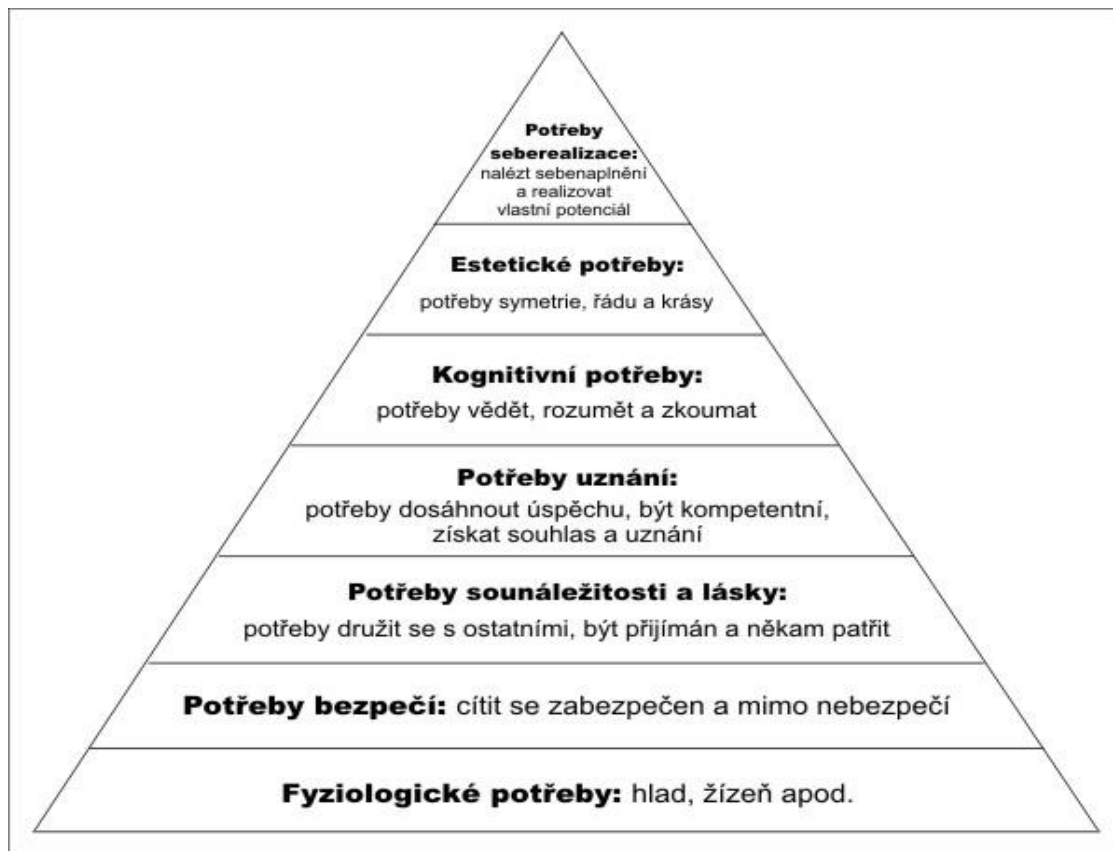 Potřeby
seberealizace:
nalézt sebenaplnění
a realizovat
vlastní potenciál
Estetické potřeby:
potřeby symetrie, řádu a krásy
Kognitivní potřeby:
potřeby vědět, rozumět a zkoumat
Potřeby uznání:
potřeby dosáhnout úspěchu, být kompetentní,
získat souhlas a uznání
Potřeby sounáležitosti a lásky:
potřeby družit se s ostatními, být přijímán a někam patřit
Potřeby bezpečí: cítit se zabezpečen a mimo nebezpečí
Fyziologické potřeby: hlad, žízeň apod.